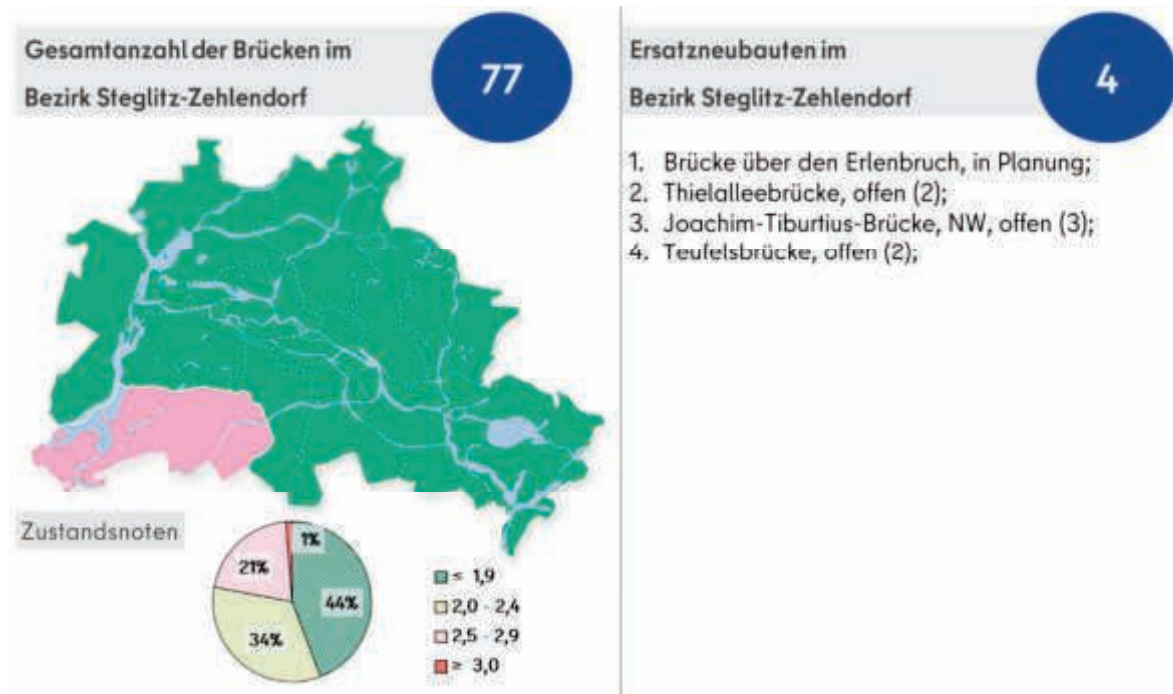 Gesamtanzahl der Brücken im
Bezirk Steglitz-Zehlendorf
77
Zustandsnoten
1%
21%
44%
34%
≤ 1,9
2,0 - 2,4
2,5 - 2,9
≥ 3,0
Ersatzneubauten im
Bezirk Steglitz-Zehlendorf
4
1. Brücke über den Erlenbruch, in Planung;
2. Thielalleebrücke, offen (2);
3. Joachim-Tiburtius-Brücke, NW, offen (3);
4. Teufelsbrücke, offen (2);